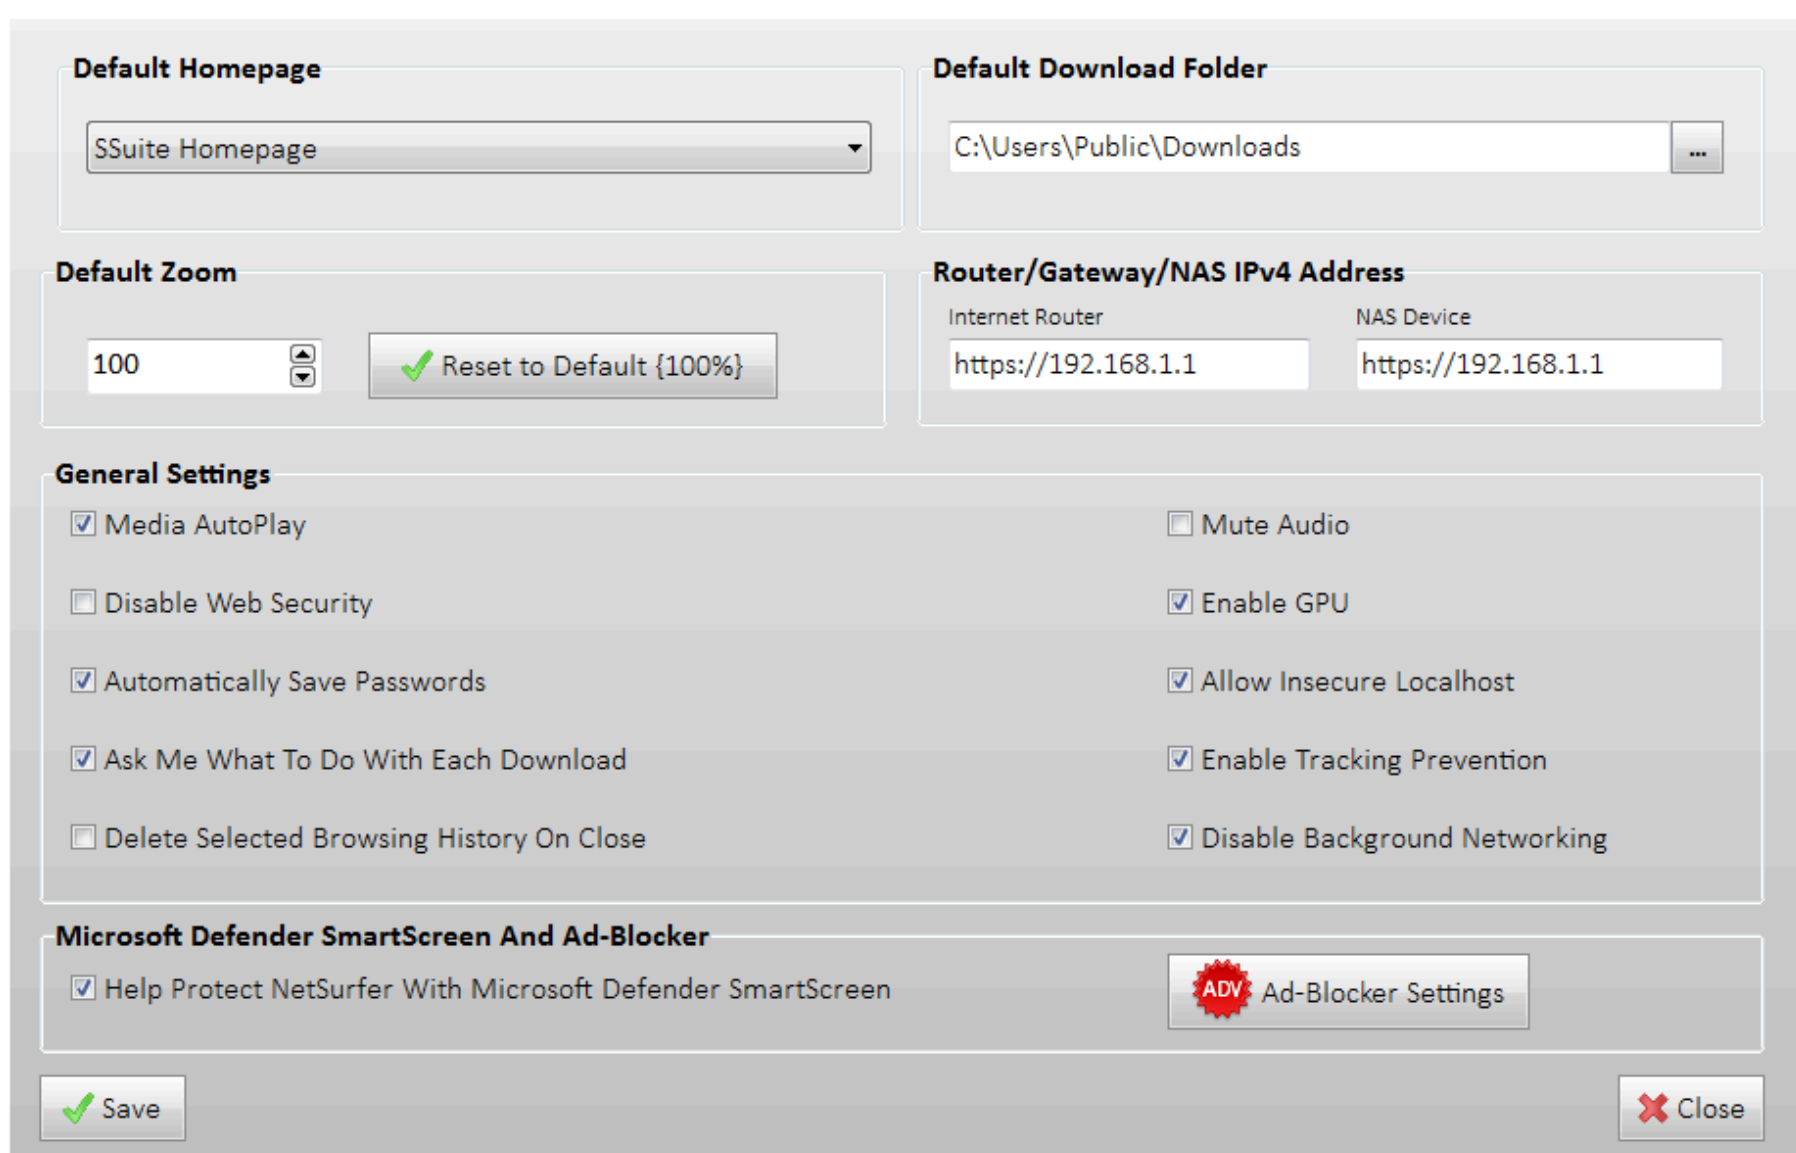 Default Homepage
SSuite Homepage
Default Download Folder
C:\Users\Public\Downloads
...
Default Zoom
100
Reset to Default {100%}
Router/Gateway/NAS IPv4 Address
Internet Router
NAS Device
https://192.168.1.1
https://192.168.1.1
General Settings
Media AutoPlay
Mute Audio
Disable Web Security
Enable GPU
Automatically Save Passwords
Allow Insecure Localhost
Ask Me What To Do With Each Download
Enable Tracking Prevention
Delete Selected Browsing History On Close
Disable Background Networking
Microsoft Defender SmartScreen And Ad-Blocker
Help Protect NetSurfer With Microsoft Defender SmartScreen
ADV
Ad-Blocker Settings
Save
Close